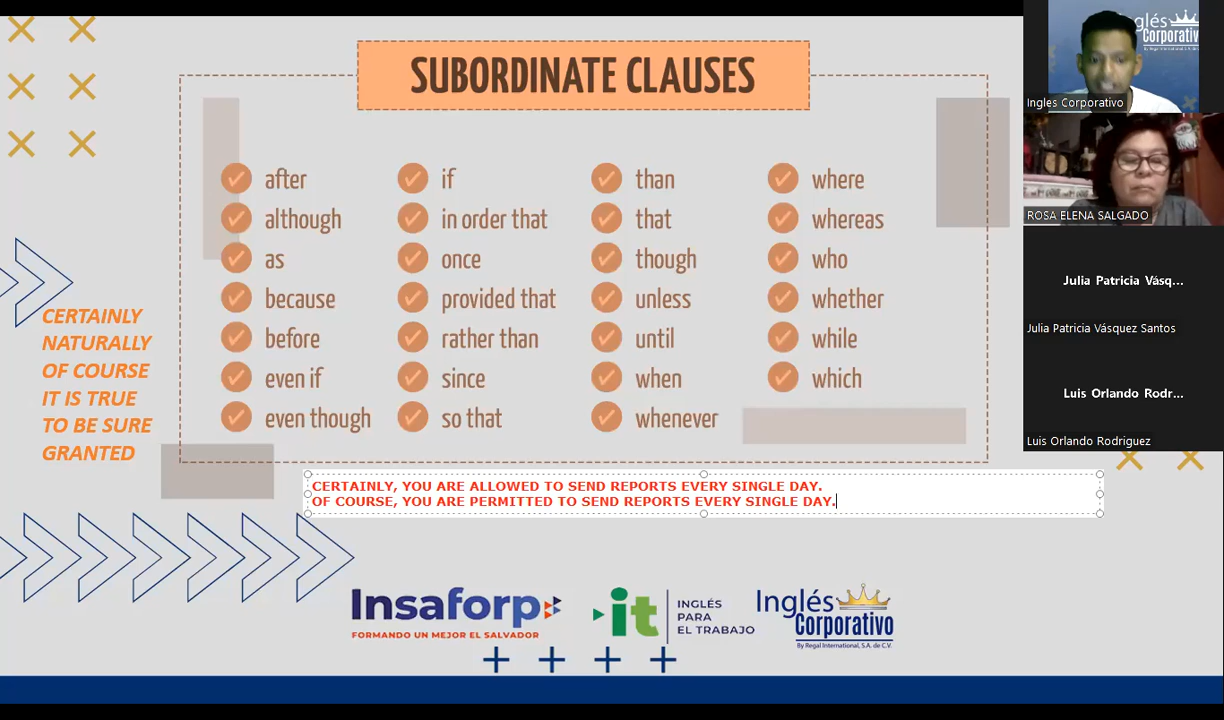 SUBORDINATE CLAUSES
after
although
as
because
before
even if
even though
if
in order that
once
provided that
rather than
since
so that
than
that
though
unless
until
when
whenever
where
whereas
who
whether
while
which
CERTAINLY
NATURALLY
OF COURSE
IT IS TRUE
TO BE SURE
GRANTED
CERTAINLY, YOU ARE ALLOWED TO SEND REPORTS EVERY SINGLE DAY.
OF COURSE, YOU ARE PERMITTED TO SEND REPORTS EVERY SINGLE DAY.
Insaforp
FORMANDO UN MEJOR EL SALVADOR
it
INGLÉS
PARA
EL TRABAJO
Inglés
Corporativo
By Regal International, S.A. de C.V.
Inglés
Corporativo
Ingles Corporativo
ROSA ELENA SALGADO
Julia Patricia Vásq...
Julia Patricia Vásquez Santos
Luis Orlando Rodr...
Luis Orlando Rodriguez